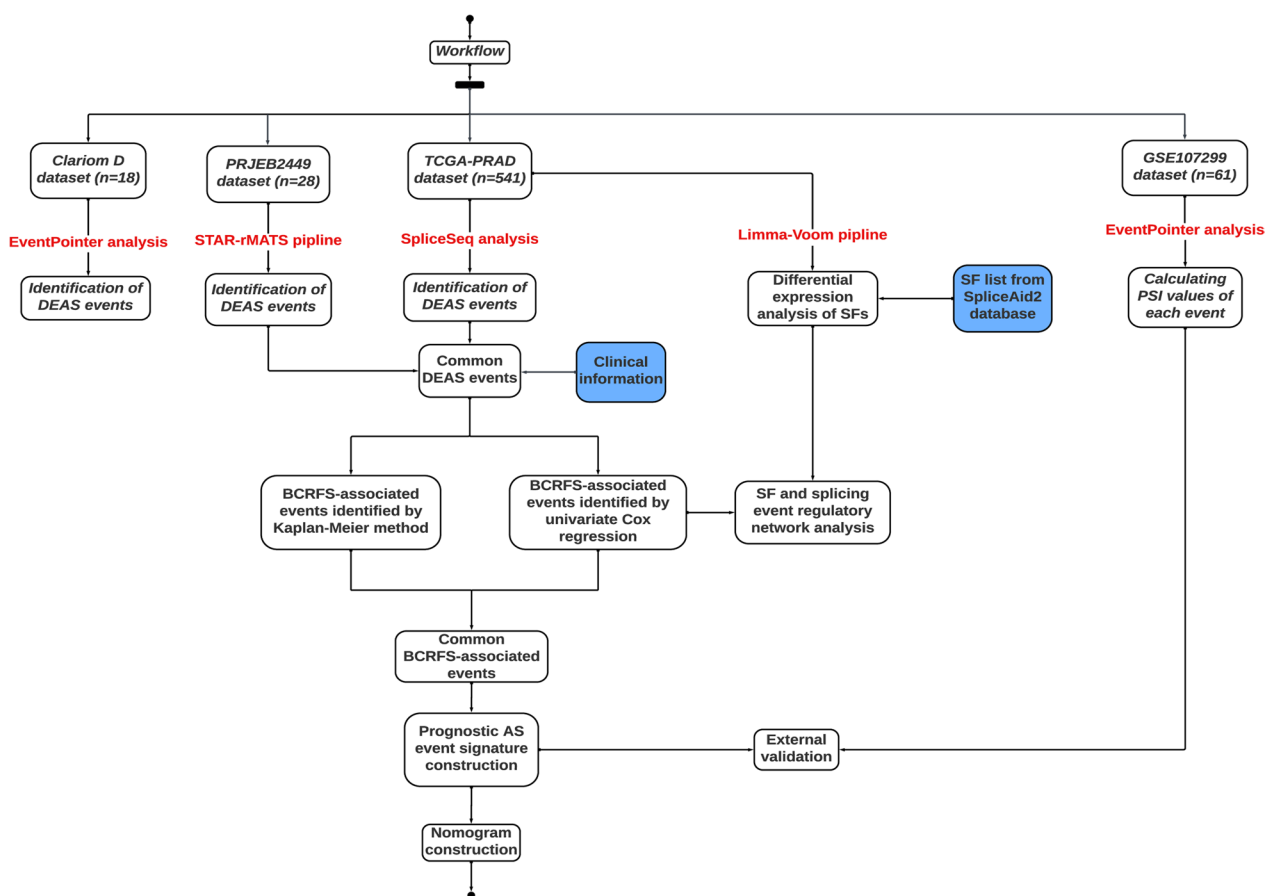 Workflow
Clariom D
dataset (n=18)
PRJEB2449
dataset (n=28)
TCGA-PRAD
dataset (n=541)
GSE107299
dataset (n=61)
EventPointer analysis
STAR-rMATS pipline
SpliceSeq analysis
Limma-Voom pipline
EventPointer analysis
Identification of
DEAS events
Identification of
DEAS events
Identification of
DEAS events
Differential
expression
analysis of SFs
SF list from
SpliceAid2
database
Calculating
PSI values of
each event
Common
DEAS events
Clinical
information
BCRFS-associated
events identified by
Kaplan-Meier method
BCRFS-associated
events identified by
univariate Cox
regression
SF and splicing
event regulatory
network analysis
Common
BCRFS-associated
events
Prognostic AS
event signature
construction
External
validation
Nomogram
construction